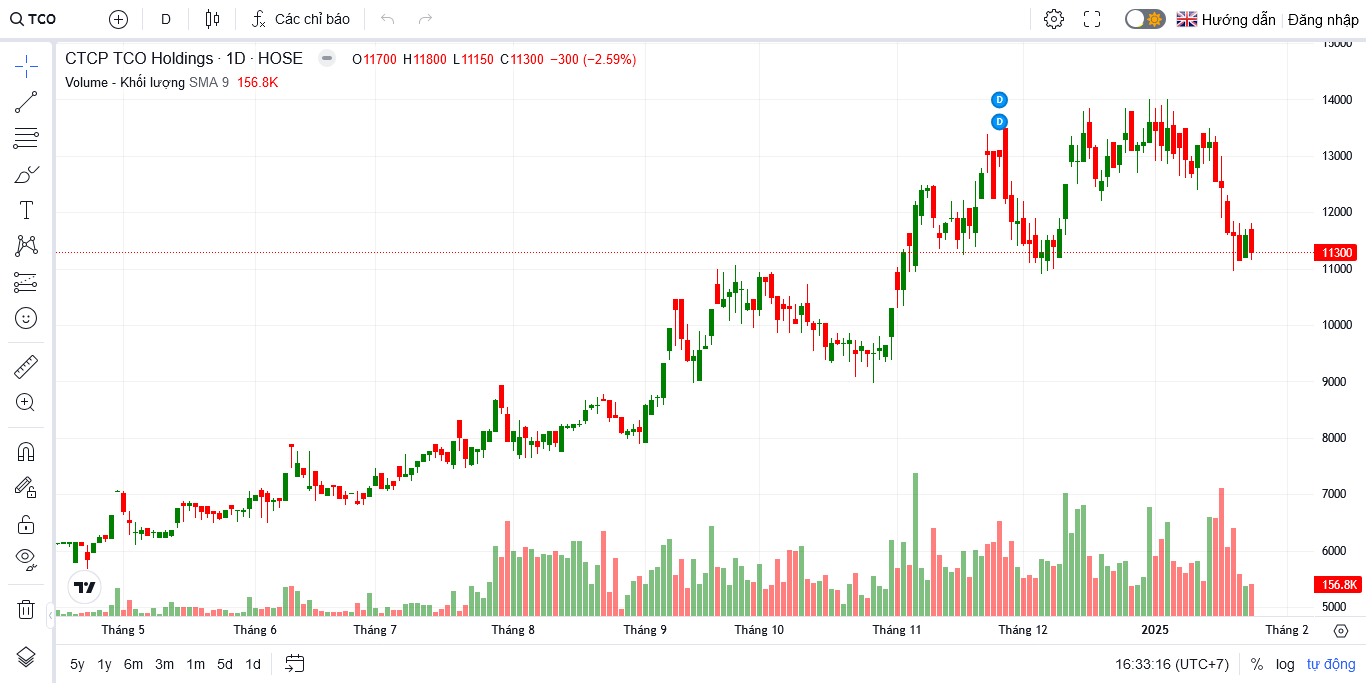 TCO D Các chỉ báo Hướng dẫn Đăng nhập
CTCP TCO Holdings · 1D · HOSE O11700 H11800 L11150 C11300 −300 (−2.59%)
Volume - Khối lượng SMA 9 156.8K
15000
14000
13000
12000
11300
11000
10000
9000
8000
7000
6000
156.8K
5000
D
D
Tháng 5 Tháng 6 Tháng 7 Tháng 8 Tháng 9 Tháng 10 Tháng 11 Tháng 12 2025 Tháng 2
5y 1y 6m 3m 1m 5d 1d 16:33:16 (UTC+7) % log tự động